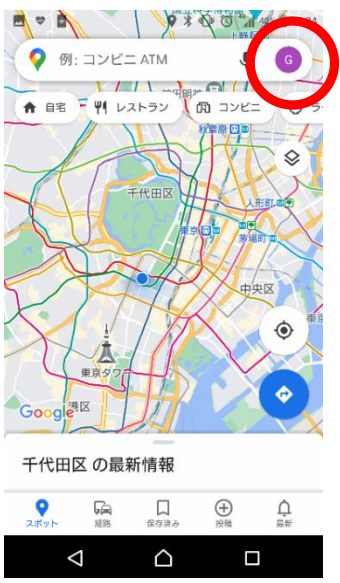 例: コンビニ ATM
G
自宅
レストラン
コンビニ
秋葉原
千代田区
人形町
東京
茅場町
中央区
東京タワー
港区
Google
千代田区 の最新情報
スポット
経路
保存済み
投稿
最新